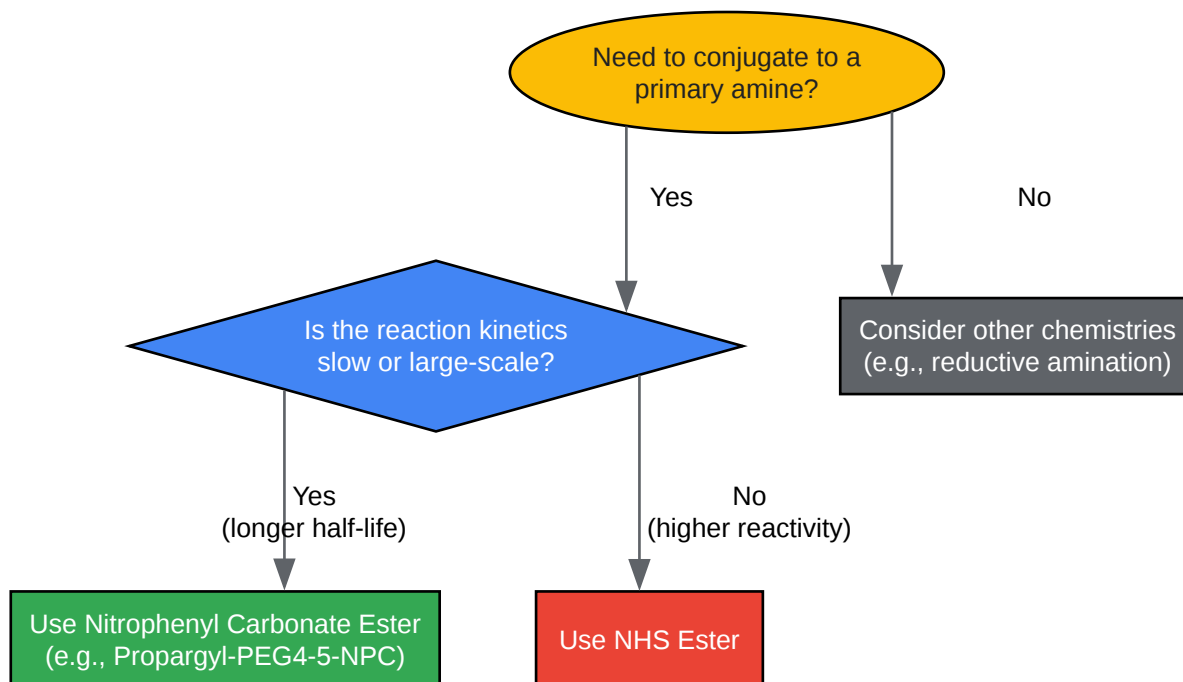 Need to conjugate to a
primary amine?
Yes
No
Is the reaction kinetics
slow or large-scale?
Consider other chemistries
(e.g., reductive amination)
Yes
(longer half-life)
No
(higher reactivity)
Use Nitrophenyl Carbonate Ester
(e.g., Propargyl-PEG4-5-NPC)
Use NHS Ester